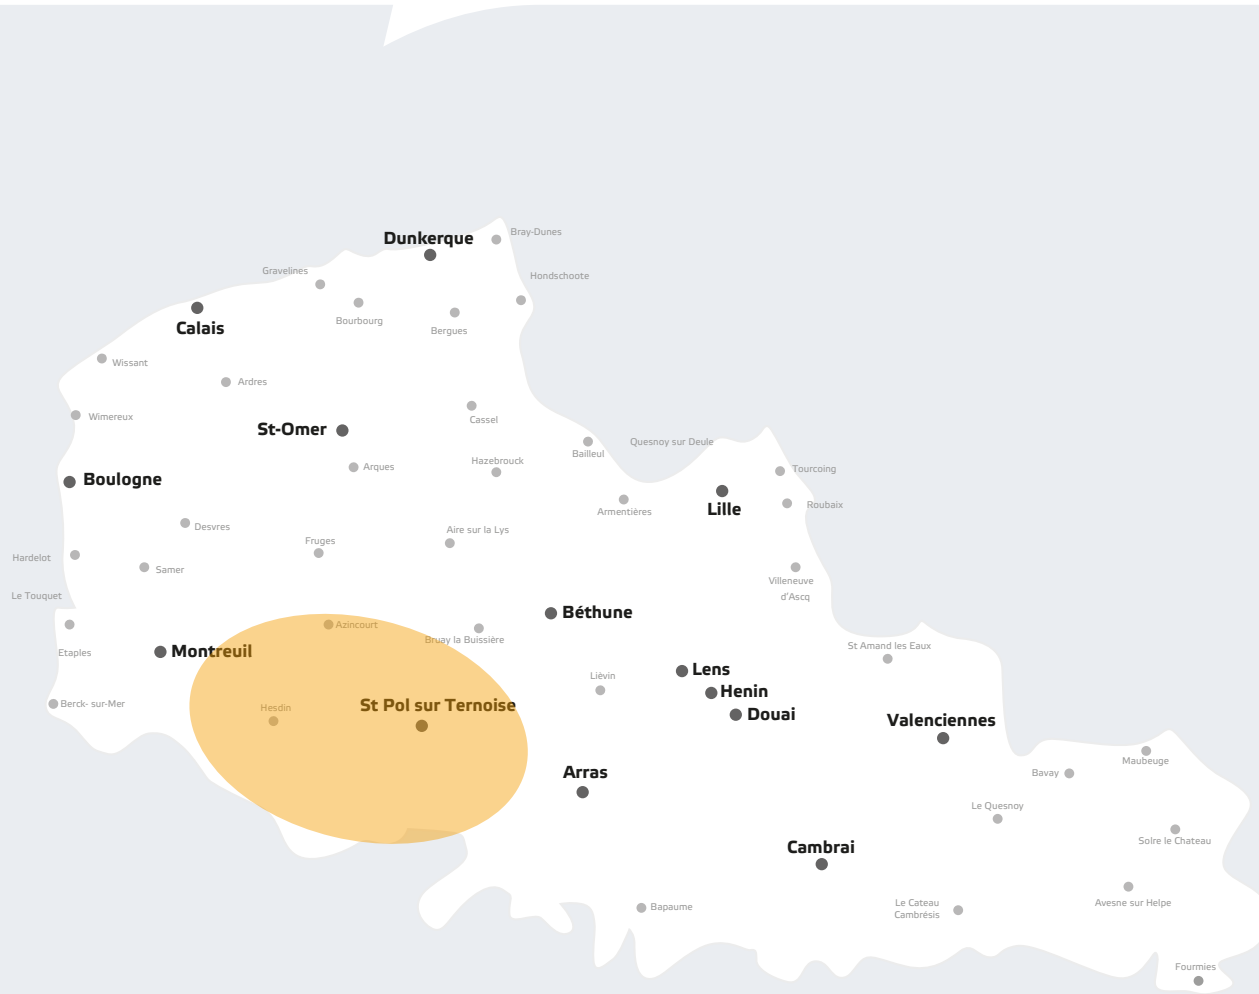 Dunkerque
Bray-Dunes
Gravelines
Hondschoote
Bourbourg
Calais
Bergues
Wissant
Ardres
Wimereux
Cassel
St-Omer
Bailleul
Quesnoy sur Deule
Hazebrouck
Arques
Tourcoing
Boulogne
Armentières
Lille
Roubaix
Desvres
Aire sur la Lys
Fruges
Hardelot
Samer
Villeneuve
d'Ascq
Le Touquet
Béthune
Azincourt
Bruay la Buissière
St Amand les Eaux
Etaples
Montreuil
Lens
Liévin
Henin
Berck- sur-Mer
Hesdin
St Pol sur Ternoise
Douai
Valenciennes
Maubeuge
Arras
Bavay
Le Quesnoy
Solre le Chateau
Cambrai
Bapaume
Le Cateau
Cambrésis
Avesne sur Helpe
Fourmies